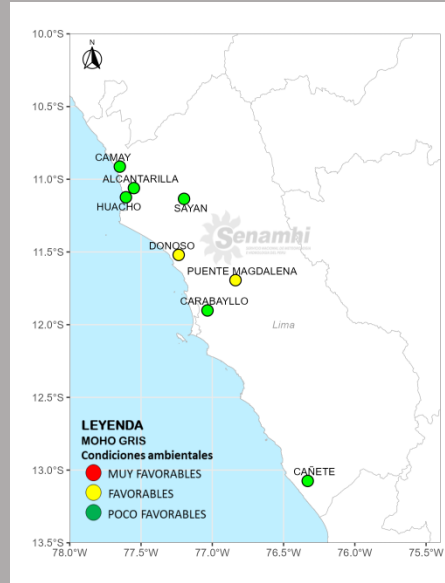 10.0°S
N
10.5°S
CAMAY
11.0°S
ALCANTARILLA
HUACHO
SAYAN
Senamhi
11.5°S
DONOSO
PUENTE MAGDALENA
CARABAYLLO
12.0°S
Lima
12.5°S
LEYENDA
MOHO GRIS
Condiciones ambientales
MUY FAVORABLES
FAVORABLES
POCO FAVORABLES
CAÑETE
13.0°S
13.5°S
78.0°W 77.5°W 77.0°W 76.5°W 76.0°W 75.5°W